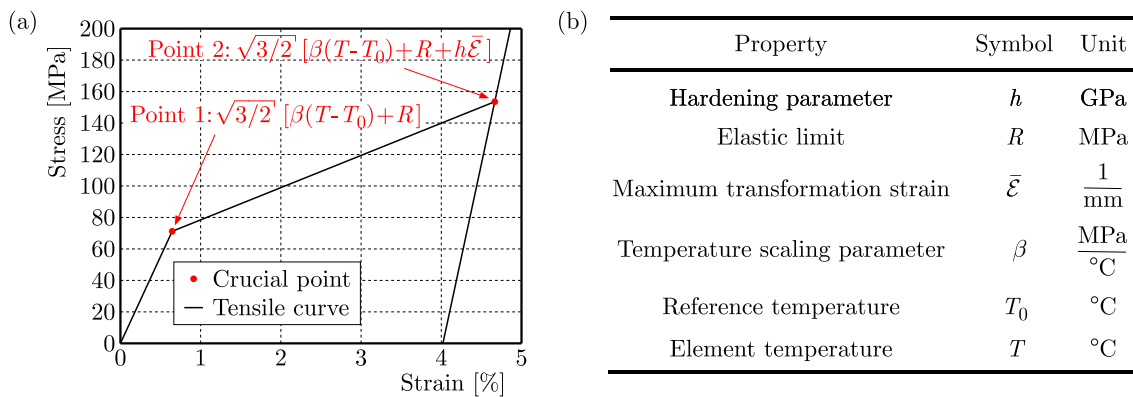 (a)
Stress [MPa]
200
180
160
140
120
100
80
60
40
20
0
Point 2: √3/2 [β(T-T₀)+R+hℰ̄]
Point 1: √3/2 [β(T-T₀)+R]
Crucial point
Tensile curve
0 1 2 3 4 5
Strain [%]
(b)
Property Symbol Unit
Hardening parameter h GPa
Elastic limit R MPa
Maximum transformation strain ℰ̄ 1/mm
Temperature scaling parameter β MPa/°C
Reference temperature T₀ °C
Element temperature T °C